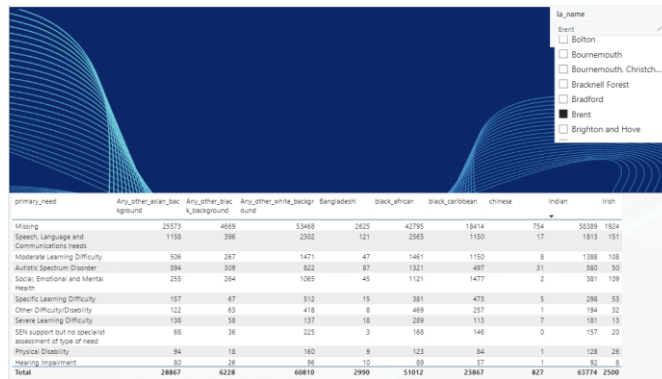 la_name
Brent
Bolton
Bournemouth
Bournemouth, Christch...
Bracknell Forest
Bradford
Brent
Brighton and Hove
primary_need Any_other_asian_bac Any_other_blac Any_other_white_backgr Bangladeshi black_african black_caribbean chinese Indian Irish
kground k_background ound
Missing 25573 4669 53468 2625 42795 18414 754 58389 1924
Speech, Language and 1158 396 2302 121 2565 1150 17 1813 151
Communications needs
Moderate Learning Difficulty 506 267 1471 47 1461 1150 8 1388 108
Autistic Spectrum Disorder 594 309 822 87 1321 497 31 580 50
Social, Emotional and Mental 255 264 1065 45 1121 1477 2 381 109
Health
Specific Learning Difficulty 157 67 512 15 381 473 5 298 53
Other Difficulty/Disability 122 63 418 8 469 257 1 194 32
Severe Learning Difficulty 138 58 137 18 289 113 7 181 13
SEN support but no specialist 68 36 225 3 168 146 0 157 20
assessment of type of need
Physical Disability 94 18 160 9 123 84 1 128 26
Hearing Impairment 80 26 96 10 89 57 1 92 8
Total 28867 6228 60810 2990 51012 23867 827 63774 2500